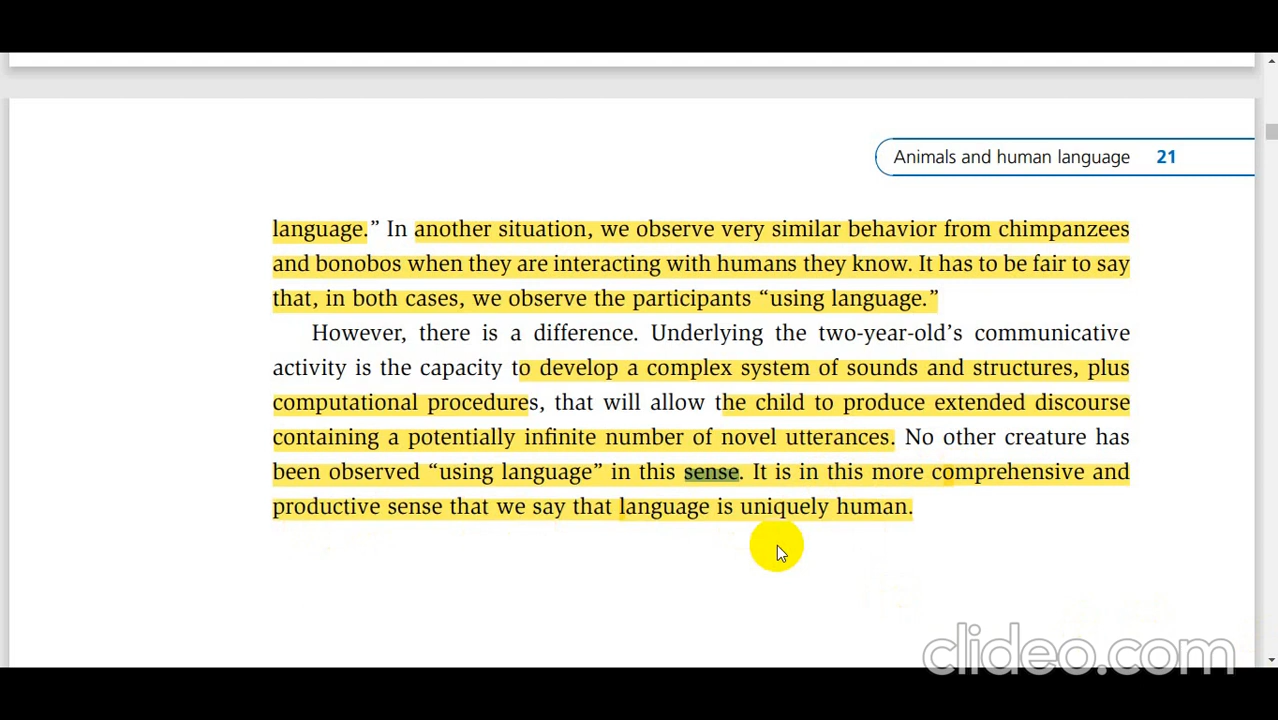 Animals and human language 21
language.” In another situation, we observe very similar behavior from chimpanzees
and bonobos when they are interacting with humans they know. It has to be fair to say
that, in both cases, we observe the participants “using language.”
However, there is a difference. Underlying the two-year-old’s communicative
activity is the capacity to develop a complex system of sounds and structures, plus
computational procedures, that will allow the child to produce extended discourse
containing a potentially infinite number of novel utterances. No other creature has
been observed “using language” in this sense. It is in this more comprehensive and
productive sense that we say that language is uniquely human.
clideo.com